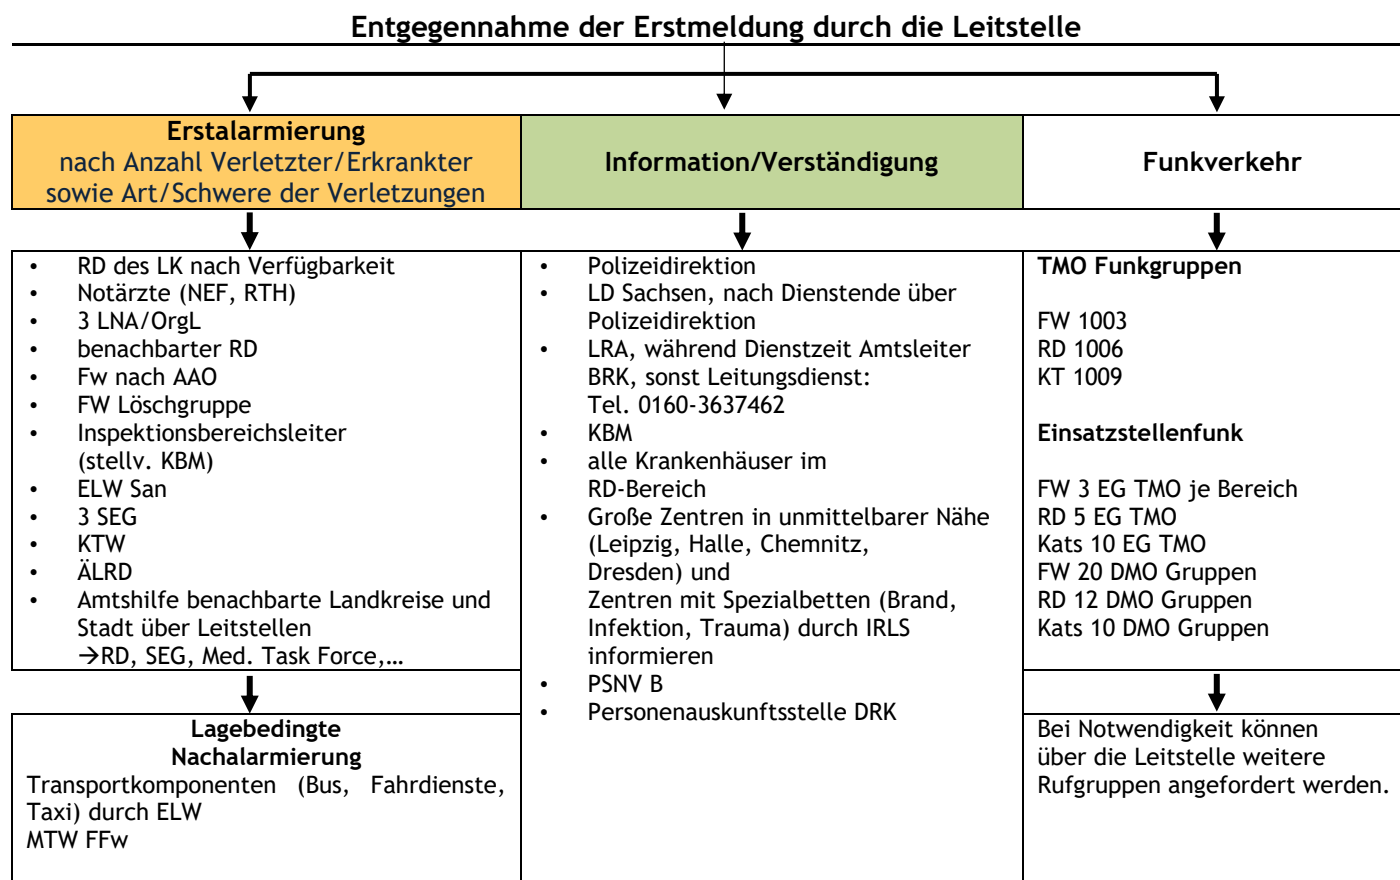 Entgegennahme der Erstmeldung durch die Leitstelle
Erstalarmierung
nach Anzahl Verletzter/Erkrankter
sowie Art/Schwere der Verletzungen
Information/Verständigung
Funkverkehr
• RD des LK nach Verfügbarkeit
• Notärzte (NEF, RTH)
• 3 LNA/OrgL
• benachbarter RD
• Fw nach AAO
• FW Löschgruppe
• Inspektionsbereichsleiter
(stellv. KBM)
• ELW San
• 3 SEG
• KTW
• ÄLRD
• Amtshilfe benachbarte Landkreise und
Stadt über Leitstellen
→RD, SEG, Med. Task Force,…
Lagebedingte
Nachalarmierung
Transportkomponenten (Bus, Fahrdienste,
Taxi) durch ELW
MTW FFw
• Polizeidirektion
• LD Sachsen, nach Dienstende über
Polizeidirektion
• LRA, während Dienstzeit Amtsleiter
BRK, sonst Leitungsdienst:
Tel. 0160-3637462
• KBM
• alle Krankenhäuser im
RD-Bereich
• Große Zentren in unmittelbarer Nähe
(Leipzig, Halle, Chemnitz,
Dresden) und
Zentren mit Spezialbetten (Brand,
Infektion, Trauma) durch IRLS
informieren
• PSNV B
• Personenauskunftsstelle DRK
TMO Funkgruppen
FW 1003
RD 1006
KT 1009
Einsatzstellenfunk
FW 3 EG TMO je Bereich
RD 5 EG TMO
Kats 10 EG TMO
FW 20 DMO Gruppen
RD 12 DMO Gruppen
Kats 10 DMO Gruppen
Bei Notwendigkeit können
über die Leitstelle weitere
Rufgruppen angefordert werden.